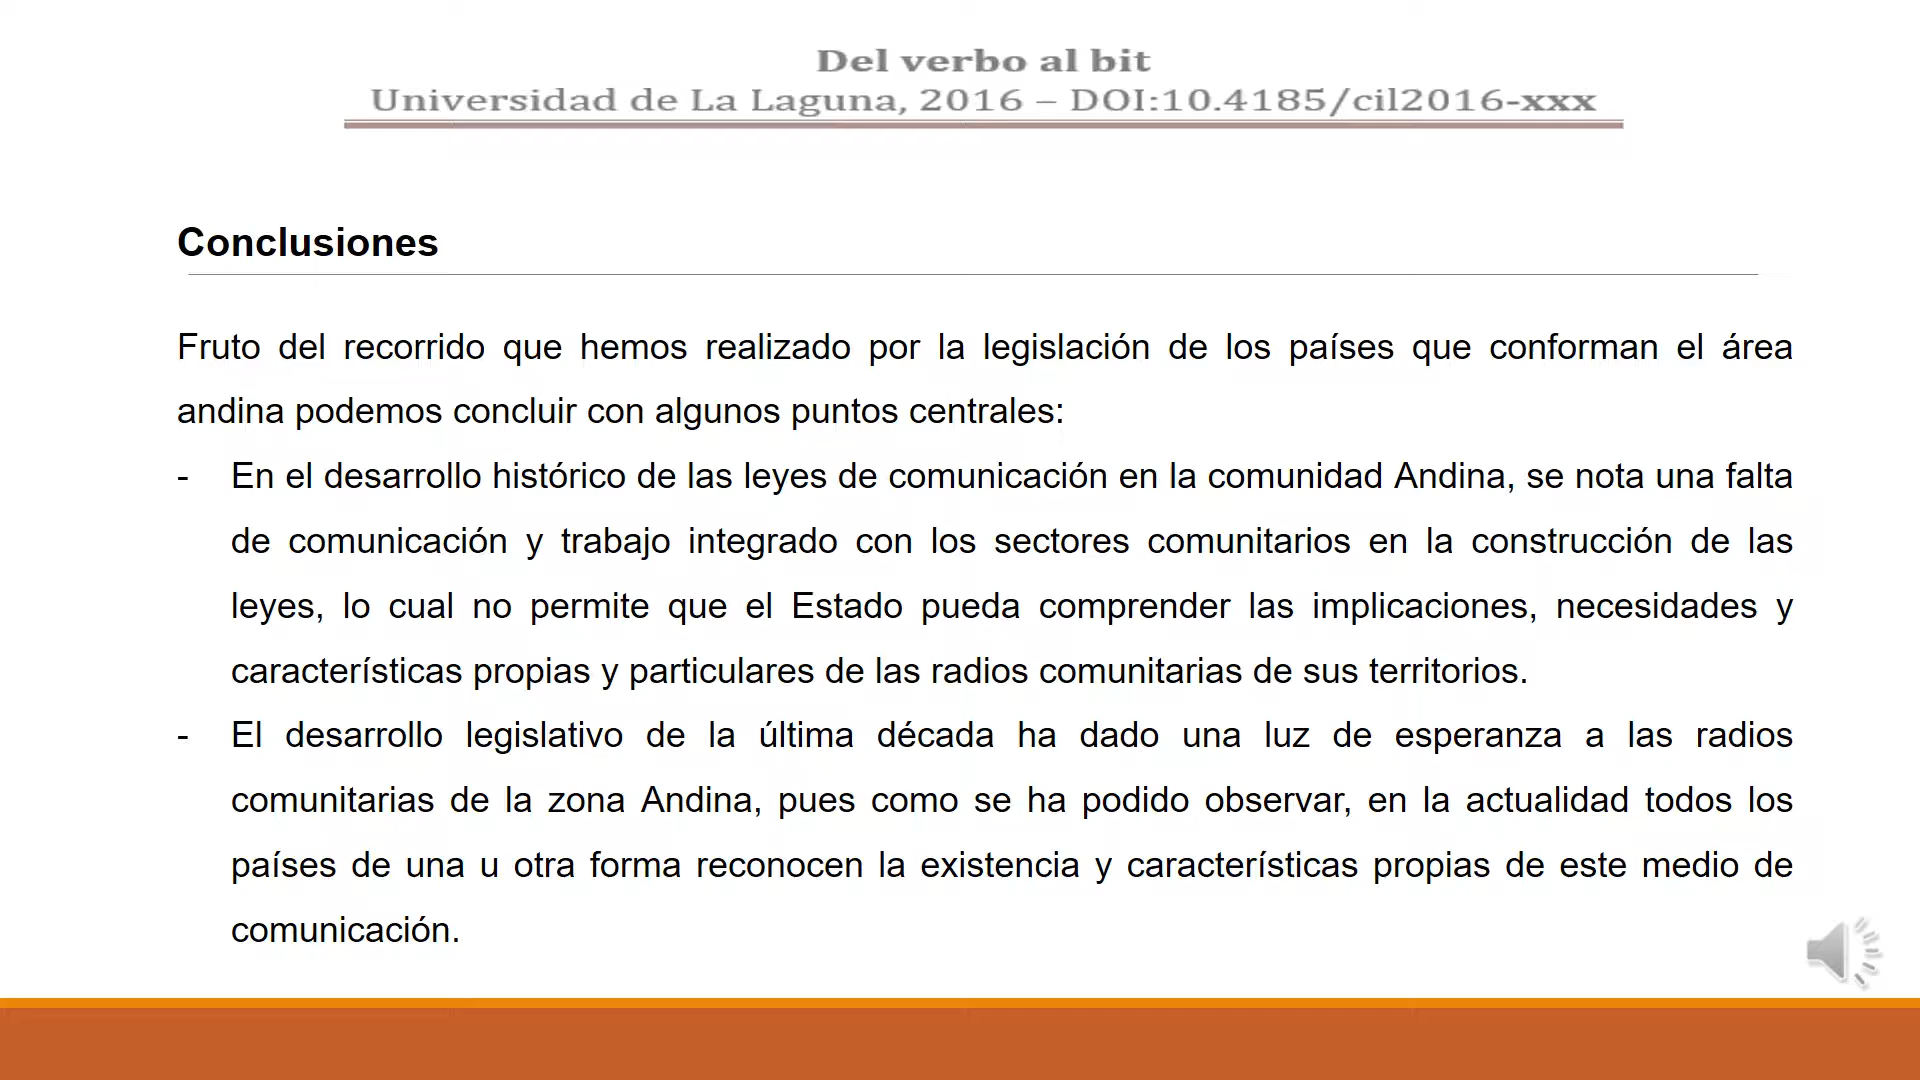 Del verbo al bit
Universidad de La Laguna, 2016 – DOI:10.4185/cil2016-xxx
Conclusiones
Fruto del recorrido que hemos realizado por la legislación de los países que conforman el área
andina podemos concluir con algunos puntos centrales:
- En el desarrollo histórico de las leyes de comunicación en la comunidad Andina, se nota una falta
de comunicación y trabajo integrado con los sectores comunitarios en la construcción de las
leyes, lo cual no permite que el Estado pueda comprender las implicaciones, necesidades y
características propias y particulares de las radios comunitarias de sus territorios.
- El desarrollo legislativo de la última década ha dado una luz de esperanza a las radios
comunitarias de la zona Andina, pues como se ha podido observar, en la actualidad todos los
países de una u otra forma reconocen la existencia y características propias de este medio de
comunicación.